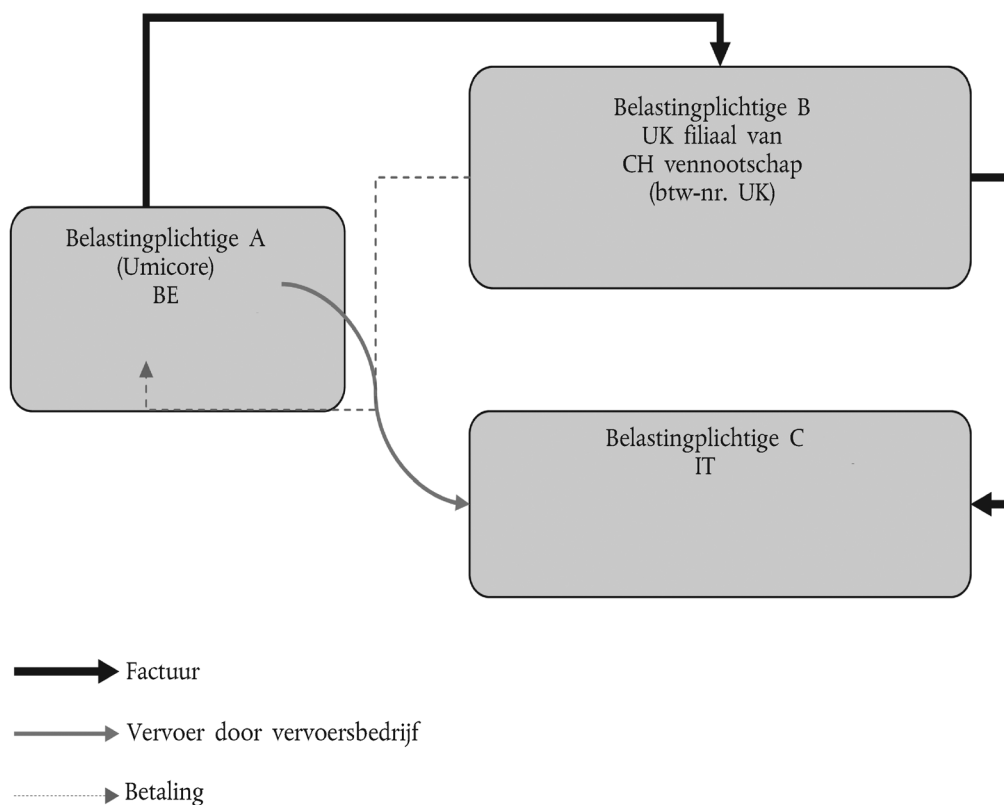 Belastingplichtige B
UK filiaal van
CH vennootschap
(btw-nr. UK)
Belastingplichtige A
(Umicore)
BE
Belastingplichtige C
IT
Factuur
Vervoer door vervoersbedrijf
Betaling